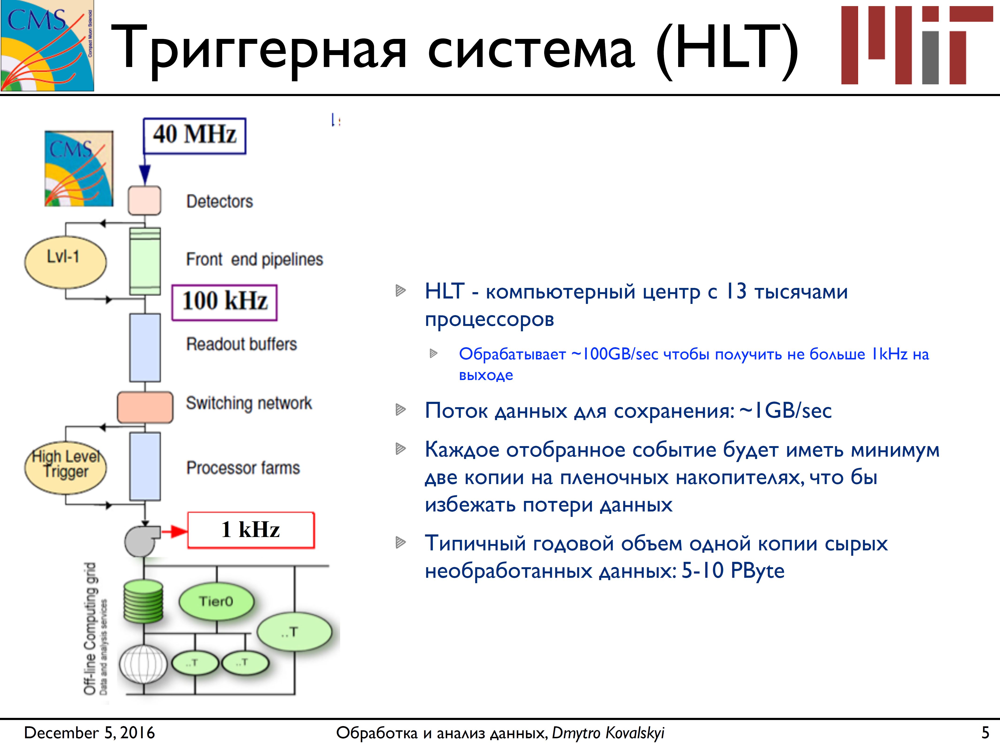 CMS
Compact Muon Solenoid
Триггерная система (HLT)
40 MHz
CMS
Detectors
Lvl-1
Front end pipelines
100 kHz
Readout buffers
Switching network
High Level
Trigger
Processor farms
1 kHz
Off-line Computing grid
Data and analysis services
Tier0
..T
..T
..T
HLT - компьютерный центр с 13 тысячами
процессоров
Обрабатывает ~100GB/sec чтобы получить не больше 1kHz на
выходе
Поток данных для сохранения: ~1GB/sec
Каждое отобранное событие будет иметь минимум
две копии на пленочных накопителях, что бы
избежать потери данных
Типичный годовой объем одной копии сырых
необработанных данных: 5-10 PByte
December 5, 2016
Обработка и анализ данных, Dmytro Kovalskyi
5